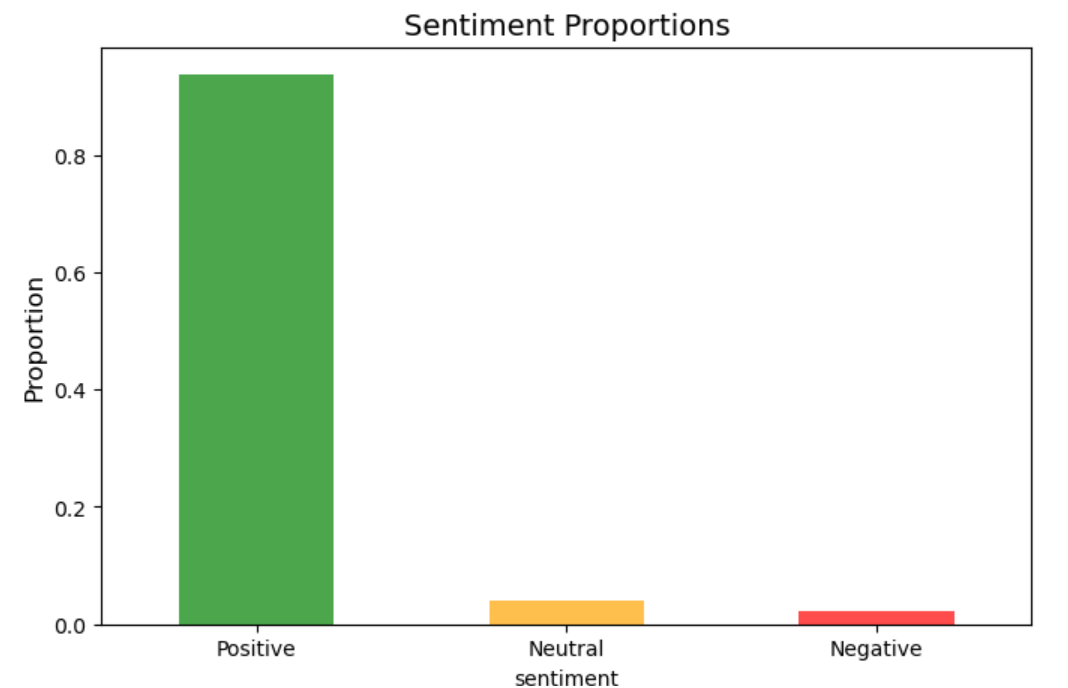 Sentiment Proportions
Proportion
0.8
0.6
0.4
0.2
0.0
Positive Neutral Negative
sentiment